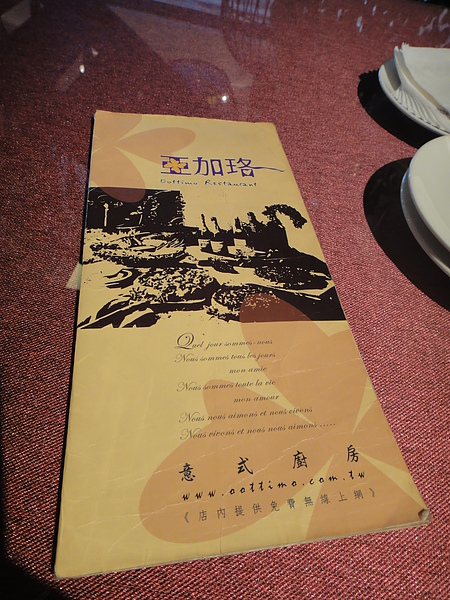 亞加珞
Oottimo Restaurant
Quel jour sommes-nous
Nous sommes tous les jours
mon amie
Nous sommes toute la vie
mon amour
Nous nous aimons et nous vivons
Nous vivons et nous nous aimons .....
意式廚房
www.oottimo.com.tw
《店內提供免費無線上網》